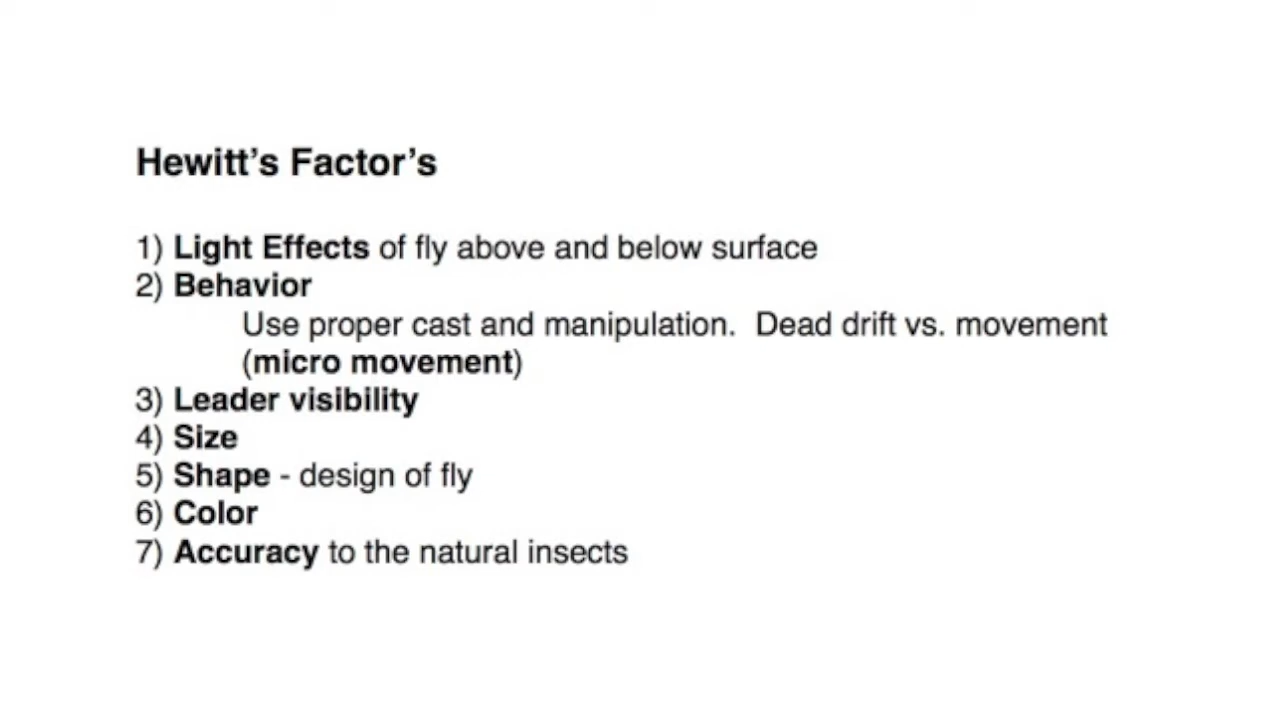 Hewitt’s Factor’s
1) Light Effects of fly above and below surface
2) Behavior
Use proper cast and manipulation.  Dead drift vs. movement
(micro movement)
3) Leader visibility
4) Size
5) Shape - design of fly
6) Color
7) Accuracy to the natural insects